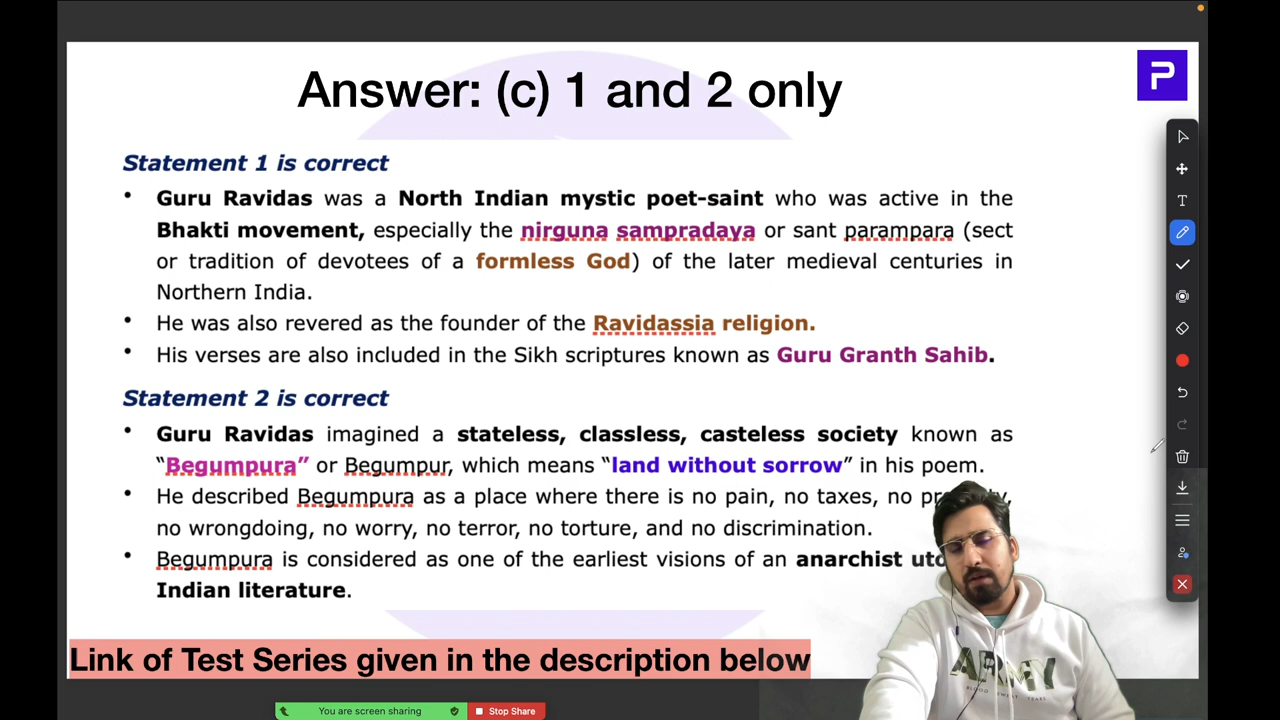 Answer: (c) 1 and 2 only
P
Statement 1 is correct
• Guru Ravidas was a North Indian mystic poet-saint who was active in the
Bhakti movement, especially the nirguna sampradaya or sant parampara (sect
or tradition of devotees of a formless God) of the later medieval centuries in
Northern India.
• He was also revered as the founder of the Ravidassia religion.
• His verses are also included in the Sikh scriptures known as Guru Granth Sahib.
Statement 2 is correct
• Guru Ravidas imagined a stateless, classless, casteless society known as
“Begumpura” or Begumpur, which means “land without sorrow” in his poem.
• He described Begumpura as a place where there is no pain, no taxes, no
no wrongdoing, no worry, no terror, no torture, and no discrimination.
• Begumpura is considered as one of the earliest visions of an anarchist
Indian literature.
Link of Test Series given in the description below
ARMY
You are screen sharing
Stop Share
T